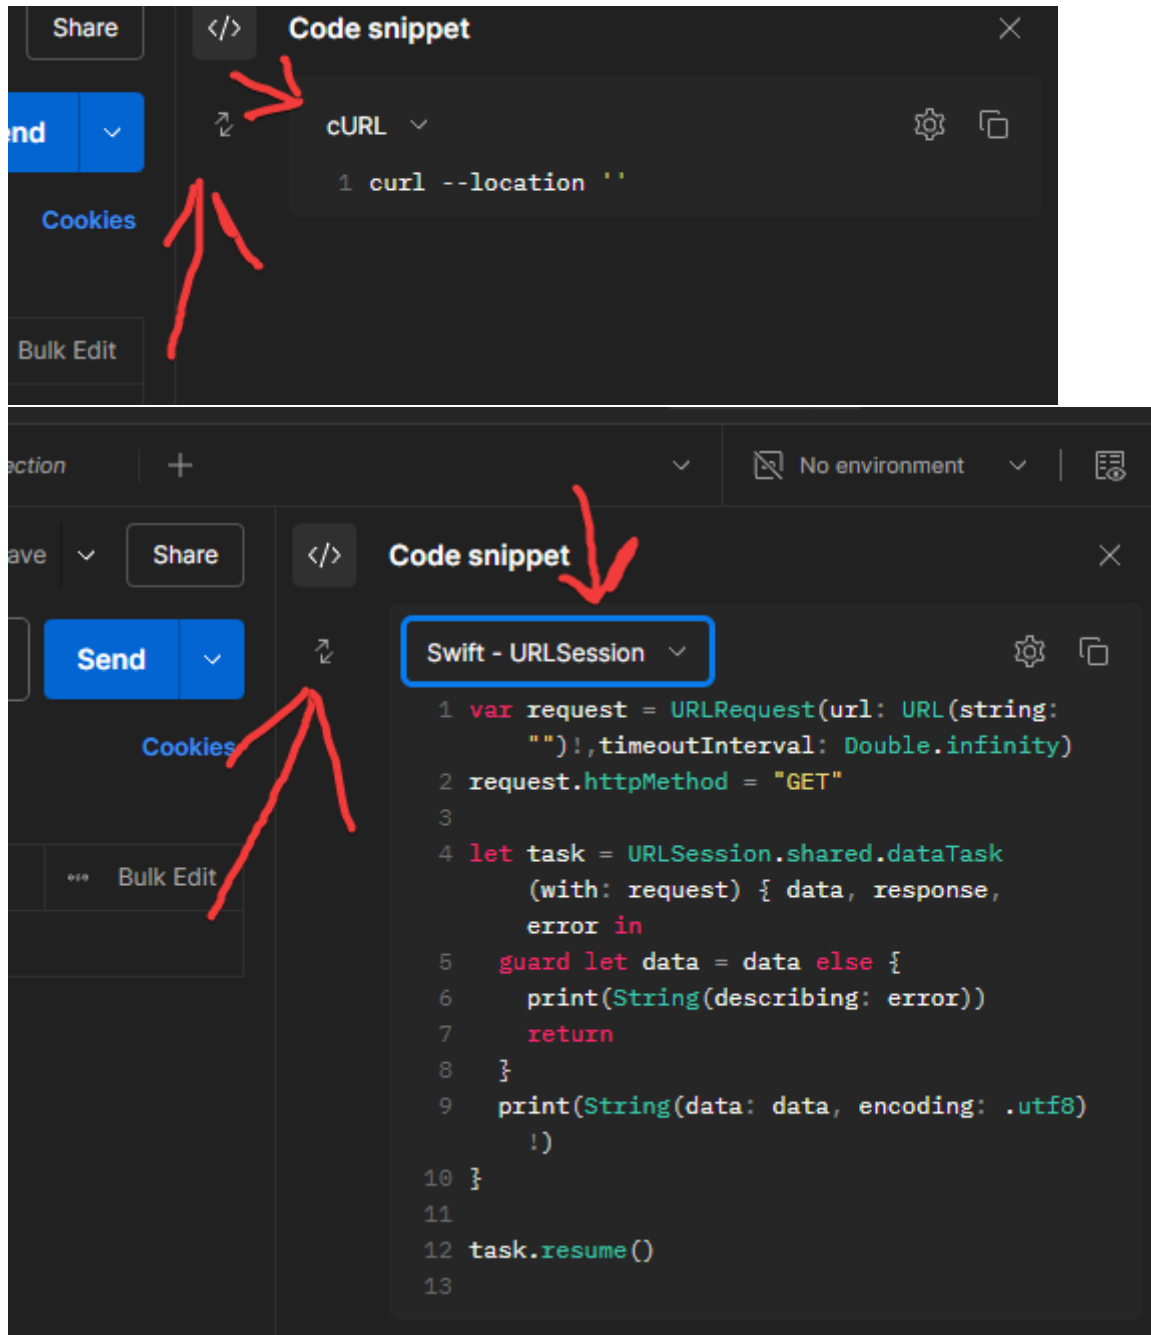 Share
</>
Code snippet
end
cURL
1 curl --location ''
Cookies
Bulk Edit
ection
No environment
ave
Share
</>
Code snippet
Send
Swift - URLSession
Cookies
Bulk Edit
1 var request = URLRequest(url: URL(string:
"")!,timeoutInterval: Double.infinity)
2 request.httpMethod = "GET"
3
4 let task = URLSession.shared.dataTask
(with: request) { data, response,
error in
5 guard let data = data else {
6 print(String(describing: error))
7 return
8 }
9 print(String(data: data, encoding: .utf8)
!)
10 }
11
12 task.resume()
13